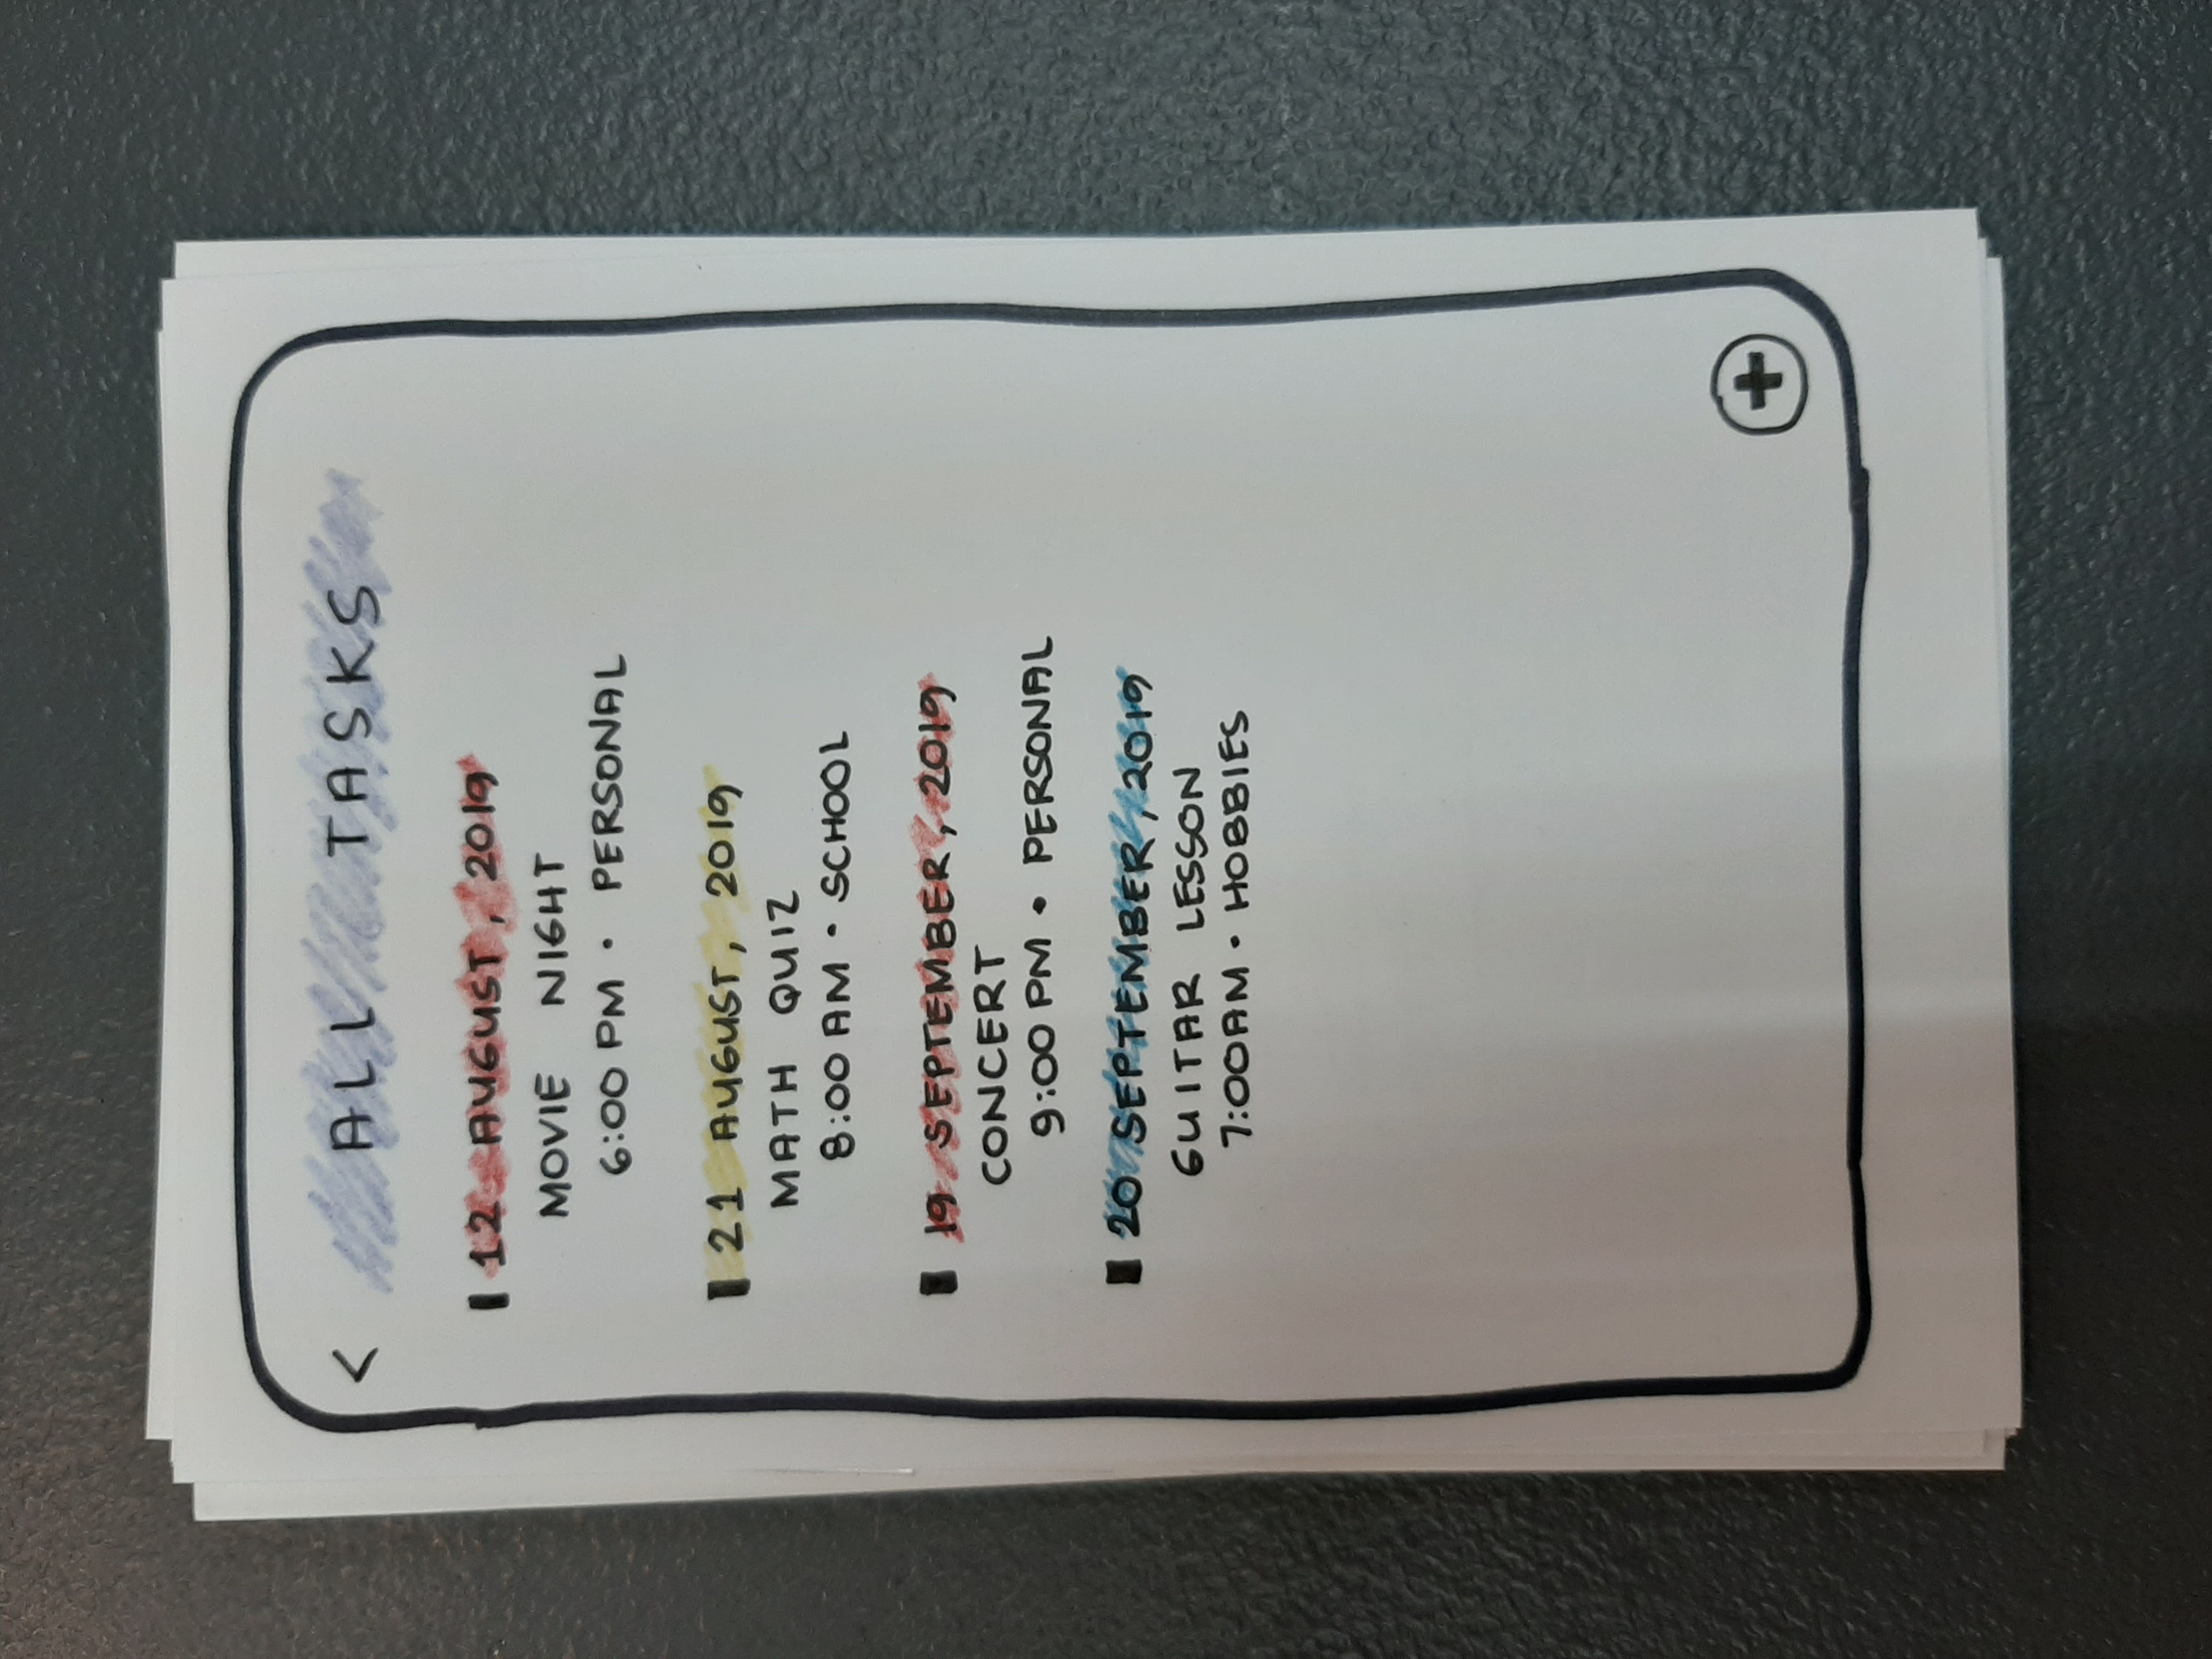 < ALL TASKS
12 AUGUST, 2019
MOVIE NIGHT
6:00 PM • PERSONAL
21 AUGUST, 2019
MATH QUIZ
8:00 AM • SCHOOL
19 SEPTEMBER, 2019
CONCERT
9:00 PM • PERSONAL
20 SEPTEMBER, 2019
GUITAR LESSON
7:00AM • HOBBIES
+